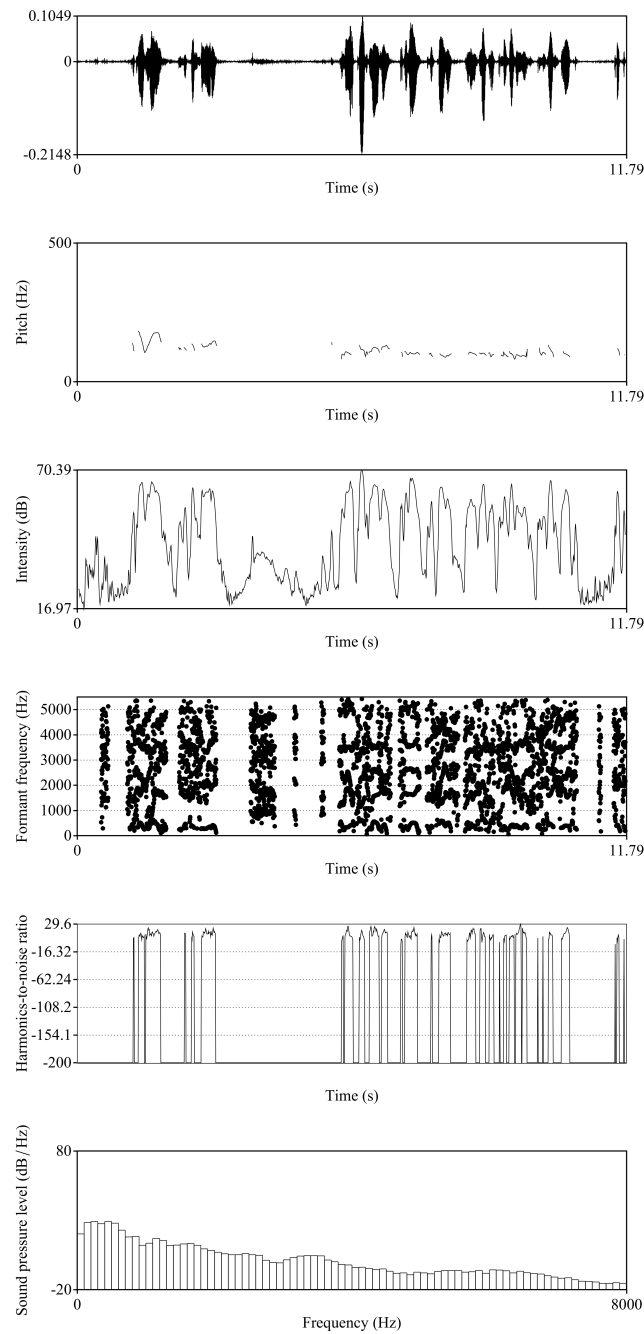 0.1049
0
-0.2148
0 11.79
Time (s)
500
Pitch (Hz)
0
0 11.79
Time (s)
70.39
Intensity (dB)
16.97
0 11.79
Time (s)
5000
4000
3000
2000
1000
0
Formant frequency (Hz)
0 11.79
Time (s)
29.6
-16.32
-62.24
-108.2
-154.1
-200
Harmonics-to-noise ratio
Time (s)
80
Sound pressure level (dB/Hz)
-20
0 8000
Frequency (Hz)